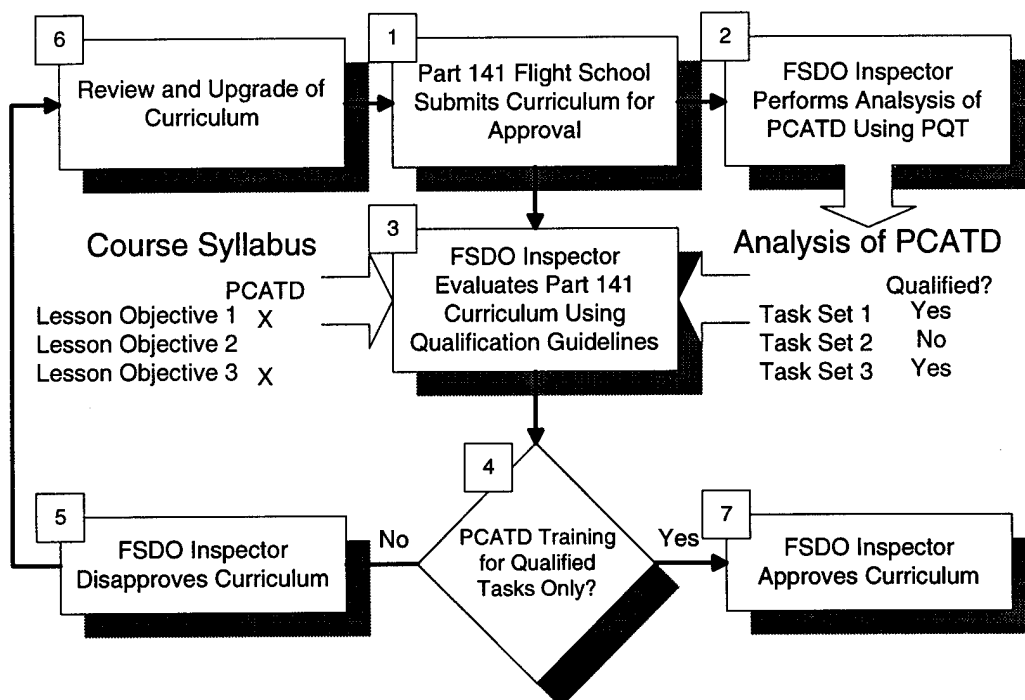 6
Review and Upgrade of
Curriculum
1
Part 141 Flight School
Submits Curriculum for
Approval
2
FSDO Inspector
Performs Analsysis of
PCATD Using PQT
Course Syllabus
PCATD
Lesson Objective 1 X
Lesson Objective 2
Lesson Objective 3 X
3
FSDO Inspector
Evaluates Part 141
Curriculum Using
Qualification Guidelines
Analysis of PCATD
Qualified?
Task Set 1 Yes
Task Set 2 No
Task Set 3 Yes
4
PCATD Training
for Qualified
Tasks Only?
No
Yes
5
FSDO Inspector
Disapproves Curriculum
7
FSDO Inspector
Approves Curriculum